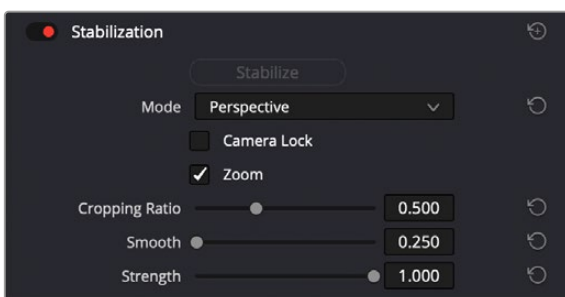 Stabilization
Stabilize
Mode Perspective
Camera Lock
Zoom
Cropping Ratio 0.500
Smooth 0.250
Strength 1.000